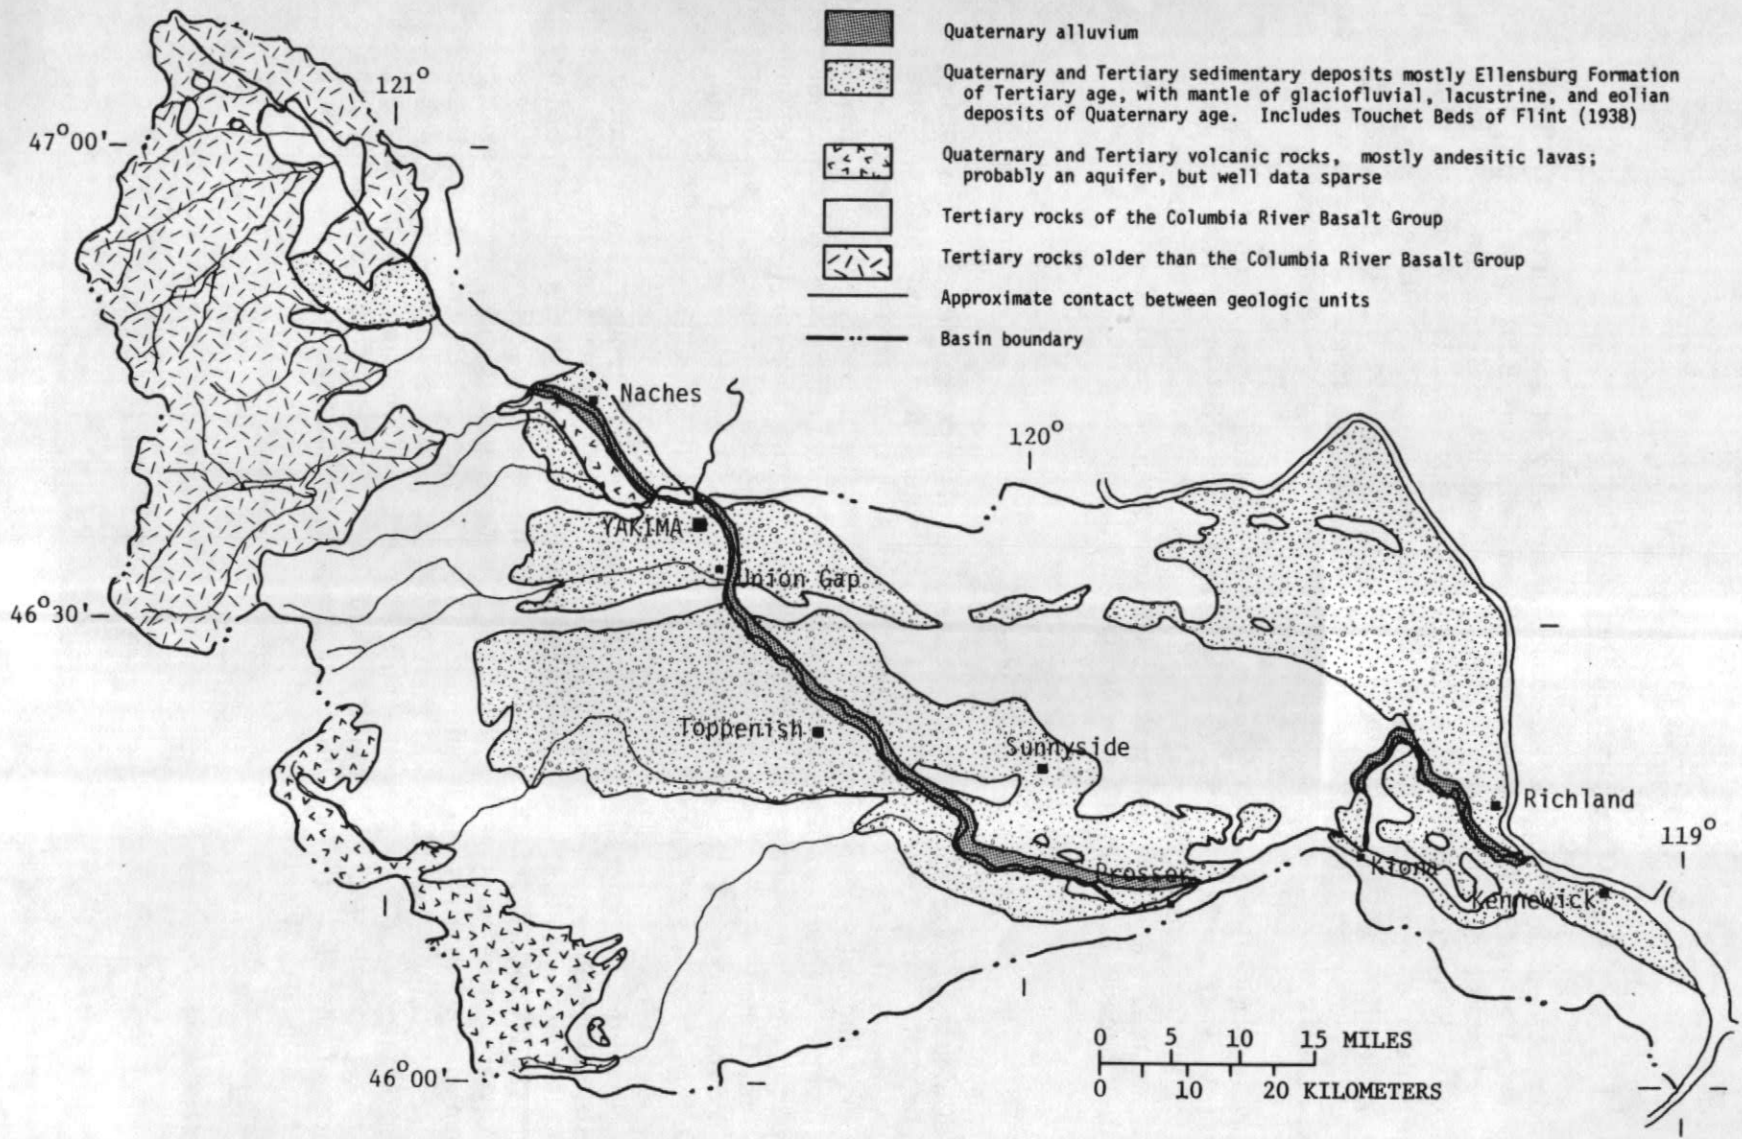 Quaternary alluvium
Quaternary and Tertiary sedimentary deposits mostly Ellensburg Formation
of Tertiary age, with mantle of glaciofluvial, lacustrine, and eolian
deposits of Quaternary age. Includes Touchet Beds of Flint (1938)
Quaternary and Tertiary volcanic rocks, mostly andesitic lavas;
probably an aquifer, but well data sparse
Tertiary rocks of the Columbia River Basalt Group
Tertiary rocks older than the Columbia River Basalt Group
Approximate contact between geologic units
Basin boundary
121°
47°00'
Naches
120°
YAKIMA
Union Gap
46°30'
Toppenish
Sunnyside
Richland
119°
Prosser
Kiona
Kennewick
0 5 10 15 MILES
0 10 20 KILOMETERS
46°00'